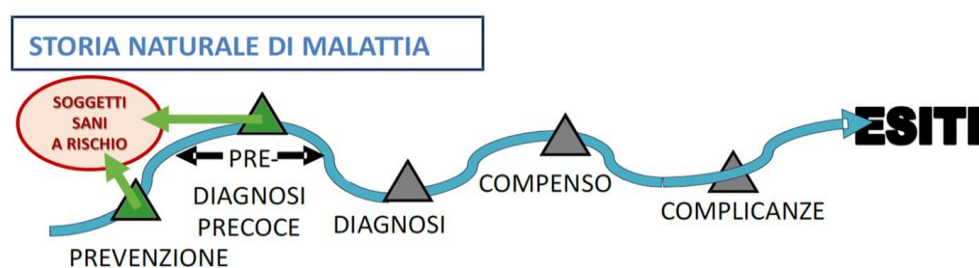 STORIA NATURALE DI MALATTIA
SOGGETTI
SANI
A RISCHIO
PRE-
DIAGNOSI
PRECOCE
PREVENZIONE
DIAGNOSI
COMPENSO
COMPLICANZE
ESITI